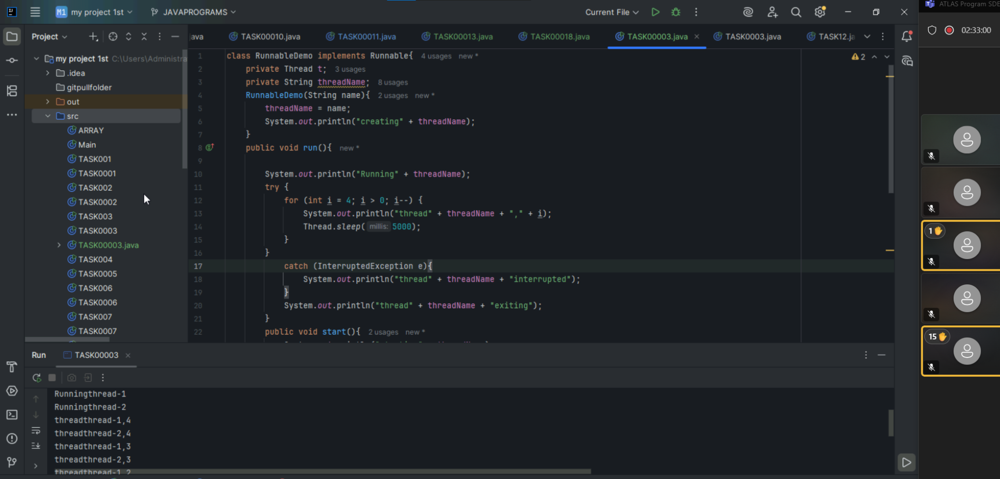 M1 my project 1st JAVAPROGRAMS Current File
ATLAS Program SDE
02:33:00
Project
java TASK00010.java TASK00011.java TASK00013.java TASK00018.java TASK00003.java TASK0003.java TASK12.ja
my project 1st C:\Users\Administra
.idea
gitpullfolder
out
src
ARRAY
Main
TASK001
TASK0001
TASK002
TASK0002
TASK003
TASK0003
TASK00003.java
TASK004
TASK0005
TASK006
TASK0006
TASK007
TASK0007
2
1 class RunnableDemo implements Runnable{ 4 usages new *
2 private Thread t; 3 usages
3 private String threadName; 8 usages
4 RunnableDemo(String name){ 2 usages new *
5 threadName = name;
6 System.out.println("creating" + threadName);
7 }
8 public void run(){ new *
9
10 System.out.println("Running" + threadName);
11 try {
12 for (int i = 4; i > 0; i--) {
13 System.out.println("thread" + threadName + "," + i);
14 Thread.sleep( millis: 5000);
15 }
16 }
17 catch (InterruptedException e){
18 System.out.println("thread" + threadName + "interrupted");
19 }
20 System.out.println("thread" + threadName + "exiting");
21 }
22 public void start(){ 2 usages new *
1
15
Run TASK00003
Runningthread-1
Runningthread-2
threadthread-1,4
threadthread-2,4
threadthread-1,3
threadthread-2,3
threadthread-1,2